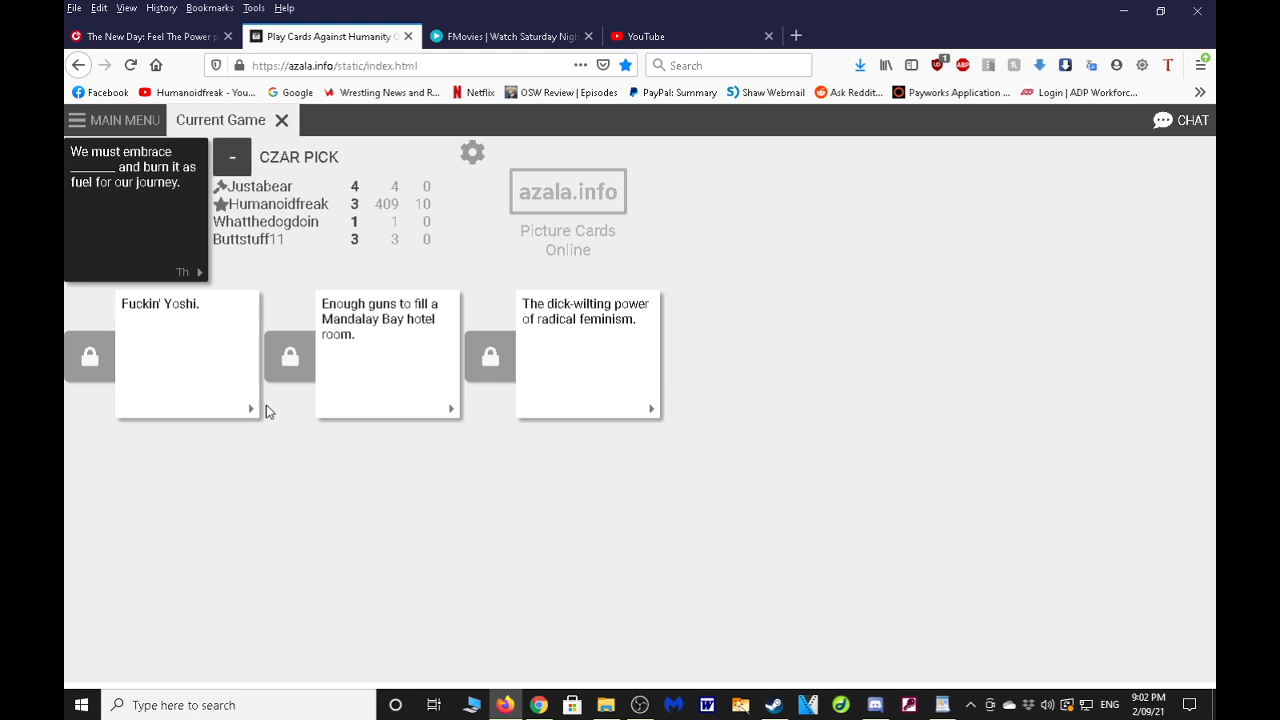 File Edit View History Bookmarks Tools Help
The New Day: Feel The Power p
Play Cards Against Humanity O
FMovies | Watch Saturday Nigh
YouTube
https://azala.info/static/index.html
Search
Facebook
Humanoidfreak - You...
Google
Wrestling News and R...
Netflix
OSW Review | Episodes
PayPal: Summary
Shaw Webmail
Ask Reddit...
Payworks Application ...
Login | ADP Workforc...
MAIN MENU
Current Game
CHAT
We must embrace
_______ and burn it as
fuel for our journey.
Th
-
CZAR PICK
Justabear 4 4 0
Humanoidfreak 3 409 10
Whatthedogdoin 1 1 0
Buttstuff11 3 3 0
azala.info
Picture Cards
Online
Fuckin' Yoshi.
Enough guns to fill a
Mandalay Bay hotel
room.
The dick-wilting power
of radical feminism.
Type here to search
ENG
9:02 PM
2/09/21